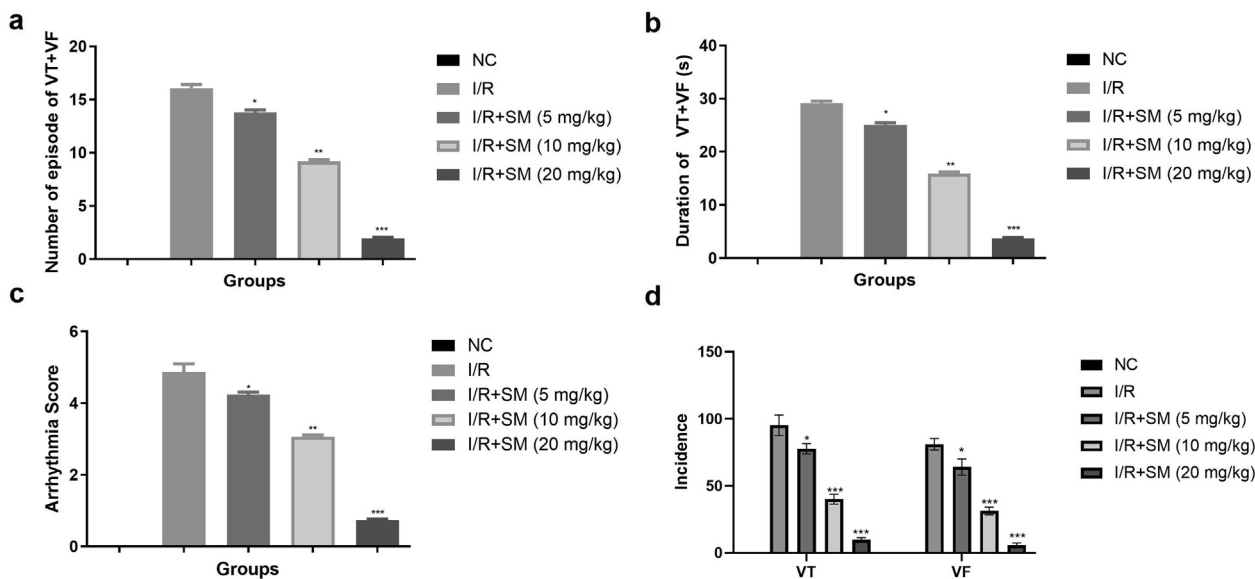 a
Number of episode of VT+VF
20
15
10
5
0
*
**
***
Groups
NC
I/R
I/R+SM (5 mg/kg)
I/R+SM (10 mg/kg)
I/R+SM (20 mg/kg)
b
Duration of VT+VF (s)
40
30
20
10
0
*
**
***
Groups
NC
I/R
I/R+SM (5 mg/kg)
I/R+SM (10 mg/kg)
I/R+SM (20 mg/kg)
c
Arrhythmia Score
6
4
2
0
*
**
***
Groups
NC
I/R
I/R+SM (5 mg/kg)
I/R+SM (10 mg/kg)
I/R+SM (20 mg/kg)
d
Incidence
150
100
50
0
*
***
***
*
***
***
VT
VF
NC
I/R
I/R+SM (5 mg/kg)
I/R+SM (10 mg/kg)
I/R+SM (20 mg/kg)